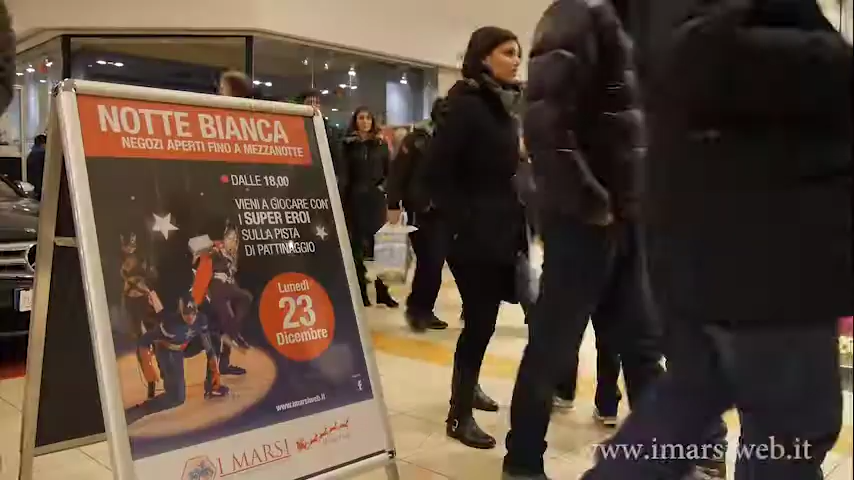 NOTTE BIANCA
NEGOZI APERTI FINO A MEZZANOTTE
DALLE 18,00
VIENI A GIOCARE CON
I SUPER EROI
SULLA PISTA
DI PATTINAGGIO
Lunedì
23
Dicembre
www.imarsiweb.it
I MARSI
www.imarsiweb.it